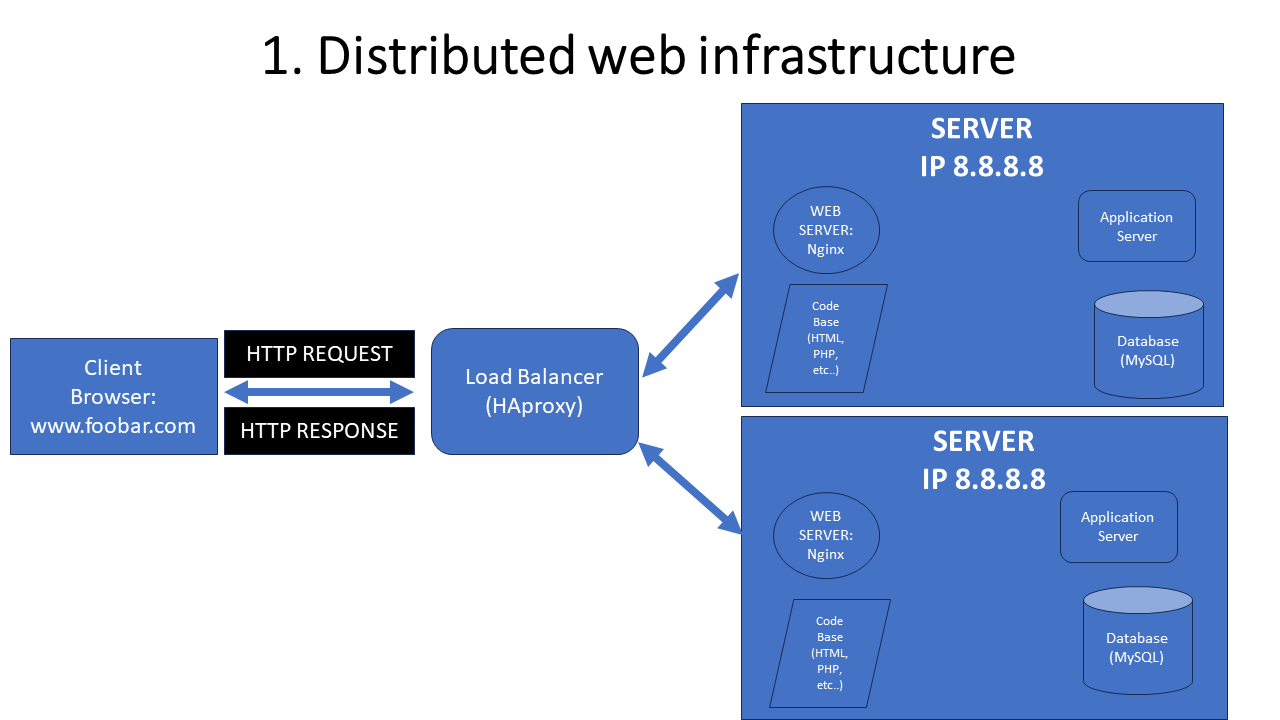 1. Distributed web infrastructure
SERVER
IP 8.8.8.8
WEB
SERVER:
Nginx
Application
Server
Code
Base
(HTML,
PHP,
etc..)
Database
(MySQL)
Client
Browser:
www.foobar.com
HTTP REQUEST
HTTP RESPONSE
Load Balancer
(HAproxy)
SERVER
IP 8.8.8.8
WEB
SERVER:
Nginx
Application
Server
Code
Base
(HTML,
PHP,
etc..)
Database
(MySQL)